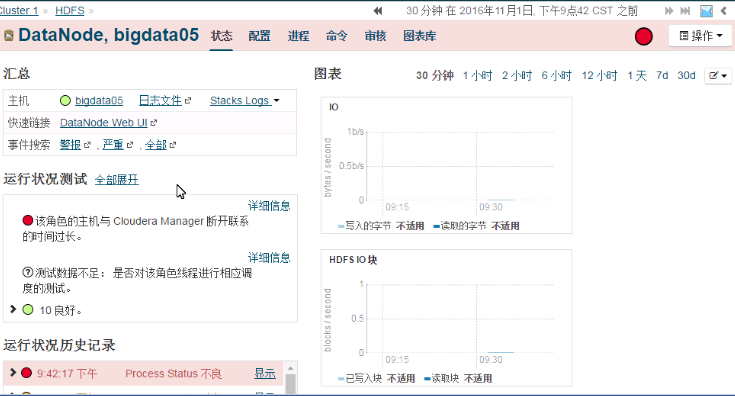 Cluster 1 » HDFS »
30 分钟 在 2016年11月1日, 下午9点42 CST 之前
DataNode, bigdata05 状态 配置 进程 命令 审核 图表库 操作
汇总
主机 bigdata05 日志文件 Stacks Logs
快速链接 DataNode Web UI
事件搜索 警报 , 严重 , 全部
运行状况测试 全部展开
详细信息
该角色的主机与 Cloudera Manager 断开联系
的时间过长。
详细信息
测试数据不足： 是否对该角色线程进行相应调
度的测试。
10 良好。
运行状况历史记录
9:42:17 下午 Process Status 不良 显示
图表 30 分钟 1 小时 2 小时 6 小时 12 小时 1 天 7d 30d
IO
bytes / second
1b/s
0.5b/s
0
09:15 09:30
写入的字节 不适用 读取的字节 不适用
HDFS IO 块
blocks / second
1
0.5
0
09:15 09:30
已写入块 不适用 读取块 不适用